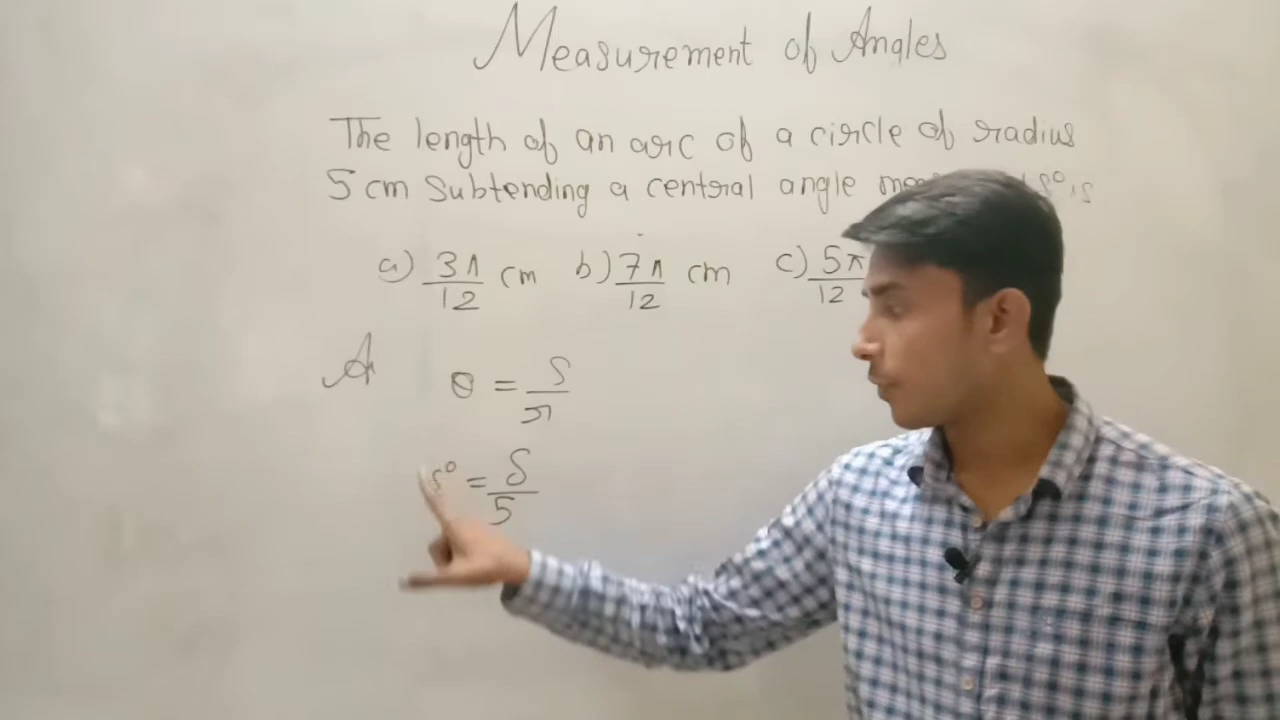 Measurement of Angles
The length of an arc of a circle of radius
5 cm Subtending a central angle
a) 3π/12 cm b) 7π/12 cm c) 5π/12
A
θ = S/r
5° = S/5